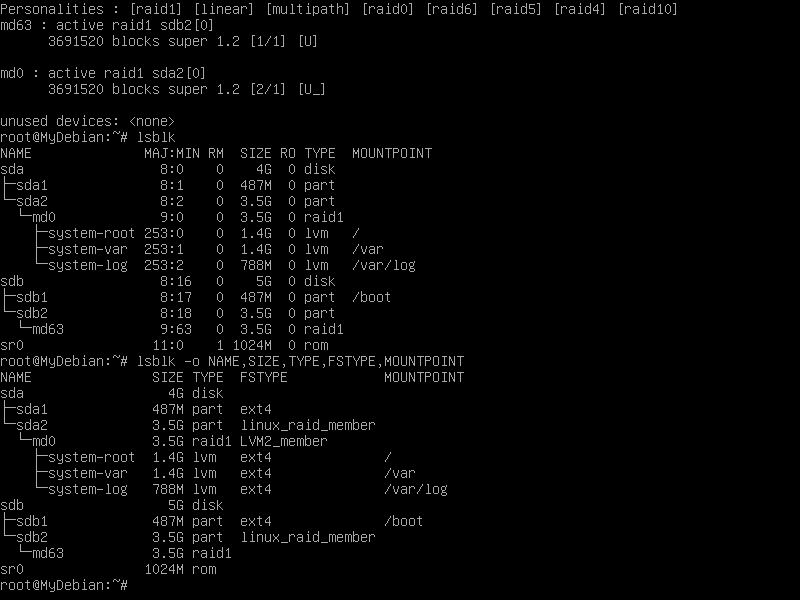 Personalities : [raid1] [linear] [multipath] [raid0] [raid6] [raid5] [raid4] [raid10]
md63 : active raid1 sdb2[0]
      3691520 blocks super 1.2 [1/1] [U]

md0 : active raid1 sda2[0]
      3691520 blocks super 1.2 [2/1] [U_]

unused devices: <none>
root@MyDebian:~# lsblk
NAME              MAJ:MIN RM  SIZE RO TYPE  MOUNTPOINT
sda                 8:0    0    4G  0 disk
├─sda1              8:1    0  487M  0 part
└─sda2              8:2    0  3.5G  0 part
  └─md0             9:0    0  3.5G  0 raid1
    ├─system-root 253:0    0  1.4G  0 lvm   /
    ├─system-var  253:1    0  1.4G  0 lvm   /var
    └─system-log  253:2    0  788M  0 lvm   /var/log
sdb                 8:16   0    5G  0 disk
├─sdb1              8:17   0  487M  0 part  /boot
└─sdb2              8:18   0  3.5G  0 part
  └─md63            9:63   0  3.5G  0 raid1
sr0                11:0    1 1024M  0 rom
root@MyDebian:~# lsblk -o NAME,SIZE,TYPE,FSTYPE,MOUNTPOINT
NAME               SIZE TYPE  FSTYPE            MOUNTPOINT
sda                  4G disk
├─sda1             487M part  ext4
└─sda2             3.5G part  linux_raid_member
  └─md0            3.5G raid1 LVM2_member
    ├─system-root  1.4G lvm   ext4              /
    ├─system-var   1.4G lvm   ext4              /var
    └─system-log   788M lvm   ext4              /var/log
sdb                  5G disk
├─sdb1             487M part  ext4              /boot
└─sdb2             3.5G part  linux_raid_member
  └─md63           3.5G raid1
sr0               1024M rom
root@MyDebian:~#